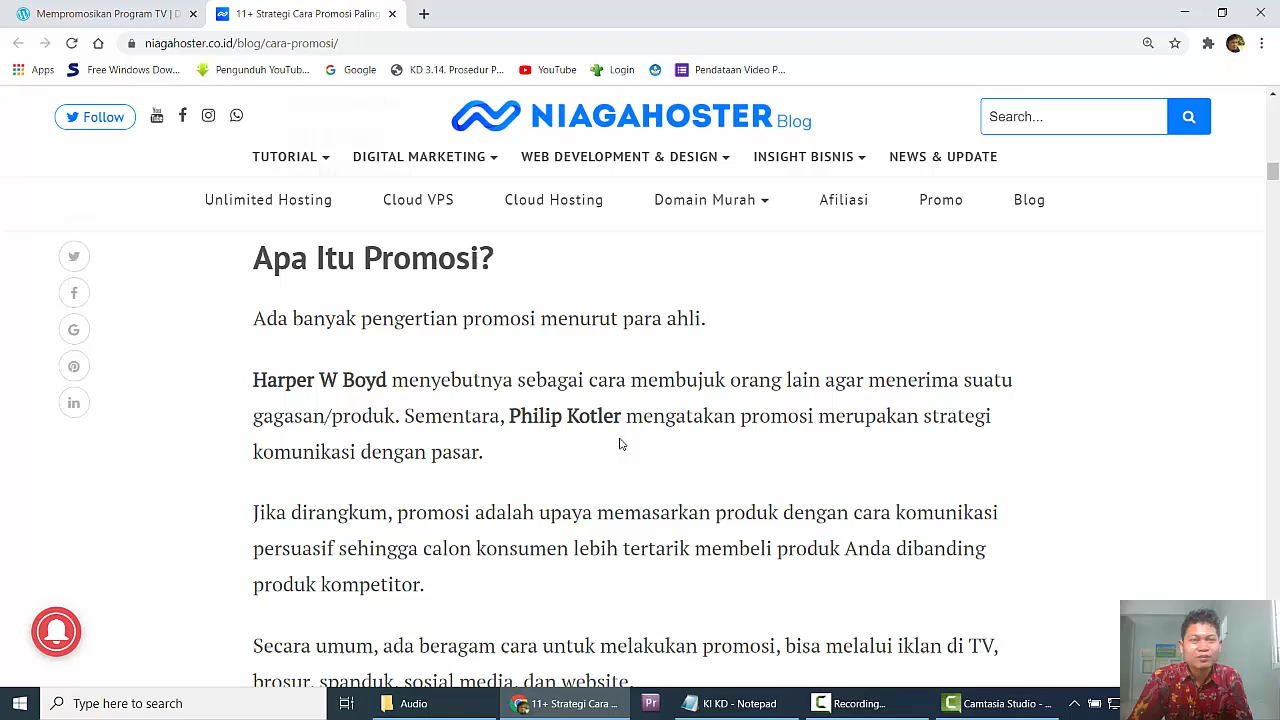 Mempromosikan Program TV | D
11+ Strategi Cara Promosi Paling
niagahoster.co.id/blog/cara-promosi/
Apps
Free Windows Dow...
Pengunduh YouTub...
Google
KD 3.14. Prosedur P...
YouTube
Login
Pendataan Video P...
Follow
NIAGAHOSTER Blog
Search...
TUTORIAL
DIGITAL MARKETING
WEB DEVELOPMENT & DESIGN
INSIGHT BISNIS
NEWS & UPDATE
Unlimited Hosting
Cloud VPS
Cloud Hosting
Domain Murah
Afiliasi
Promo
Blog
Apa Itu Promosi?
Ada banyak pengertian promosi menurut para ahli.
Harper W Boyd menyebutnya sebagai cara membujuk orang lain agar menerima suatu
gagasan/produk. Sementara, Philip Kotler mengatakan promosi merupakan strategi
komunikasi dengan pasar.
Jika dirangkum, promosi adalah upaya memasarkan produk dengan cara komunikasi
persuasif sehingga calon konsumen lebih tertarik membeli produk Anda dibanding
produk kompetitor.
Secara umum, ada beragam cara untuk melakukan promosi, bisa melalui iklan di TV,
brosur, spanduk, sosial media, dan website.
Type here to search
Audio
11+ Strategi Cara ...
KI KD - Notepad
Recording...
Camtasia Studio - ...